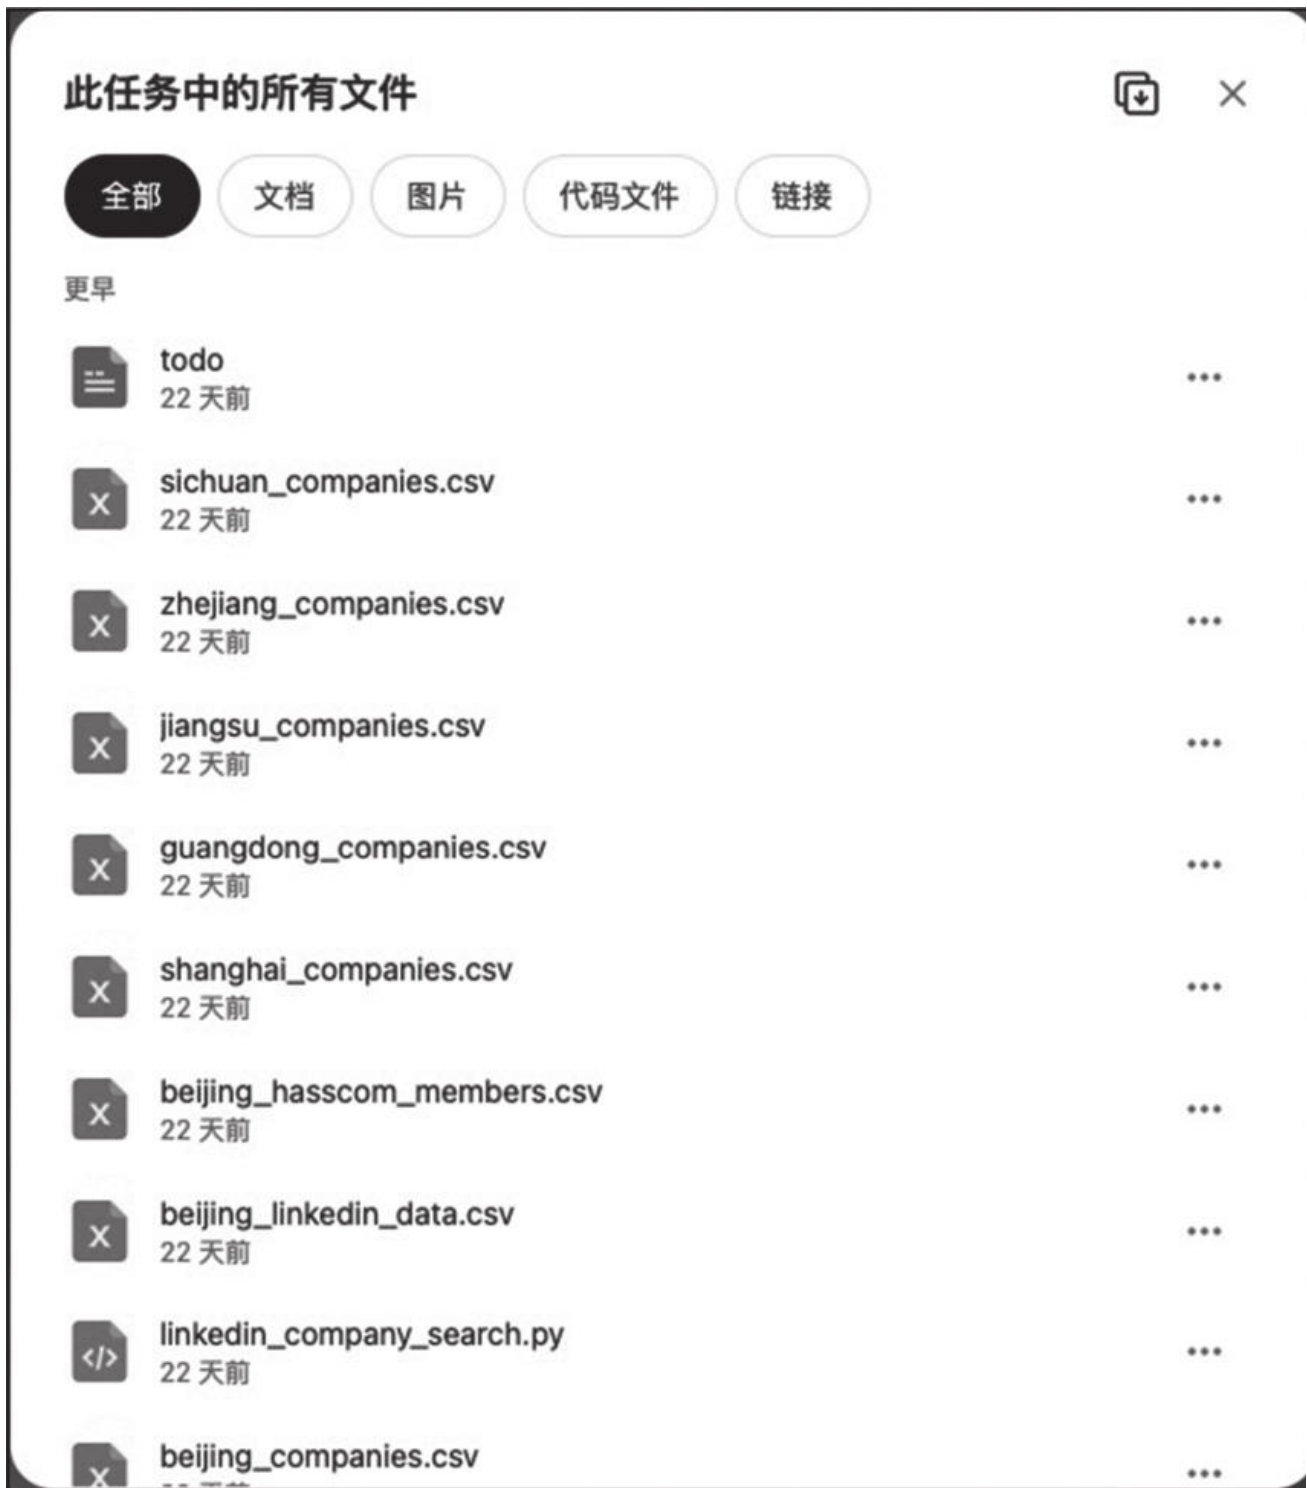 此任务中的所有文件
全部 文档 图片 代码文件 链接
更早
todo
22 天前
sichuan_companies.csv
22 天前
zhejiang_companies.csv
22 天前
jiangsu_companies.csv
22 天前
guangdong_companies.csv
22 天前
shanghai_companies.csv
22 天前
beijing_hasscom_members.csv
22 天前
beijing_linkedin_data.csv
22 天前
linkedin_company_search.py
22 天前
beijing_companies.csv